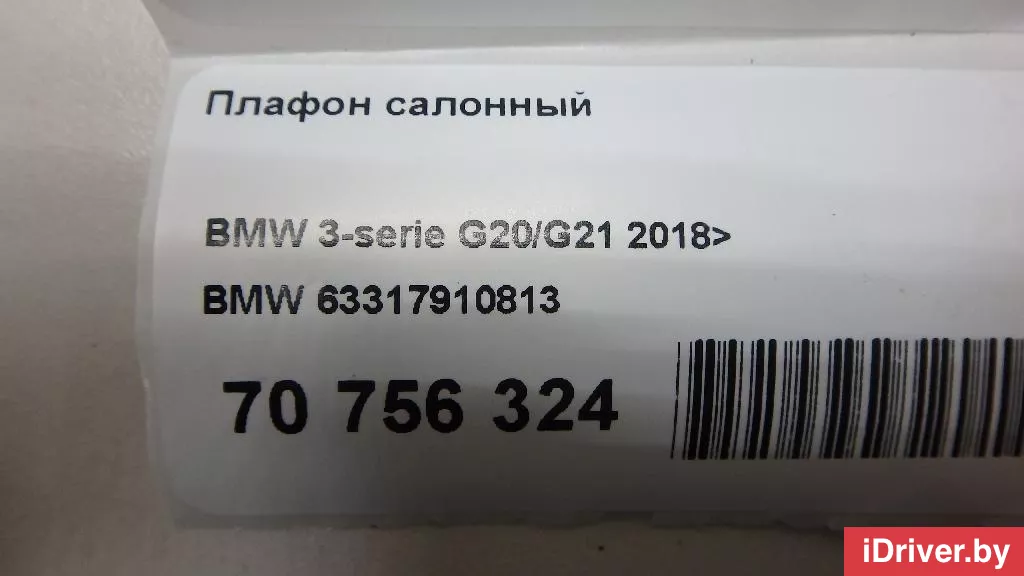 Плафон салонный
BMW 3-serie G20/G21 2018>
BMW 63317910813
70 756 324
iDriver.by